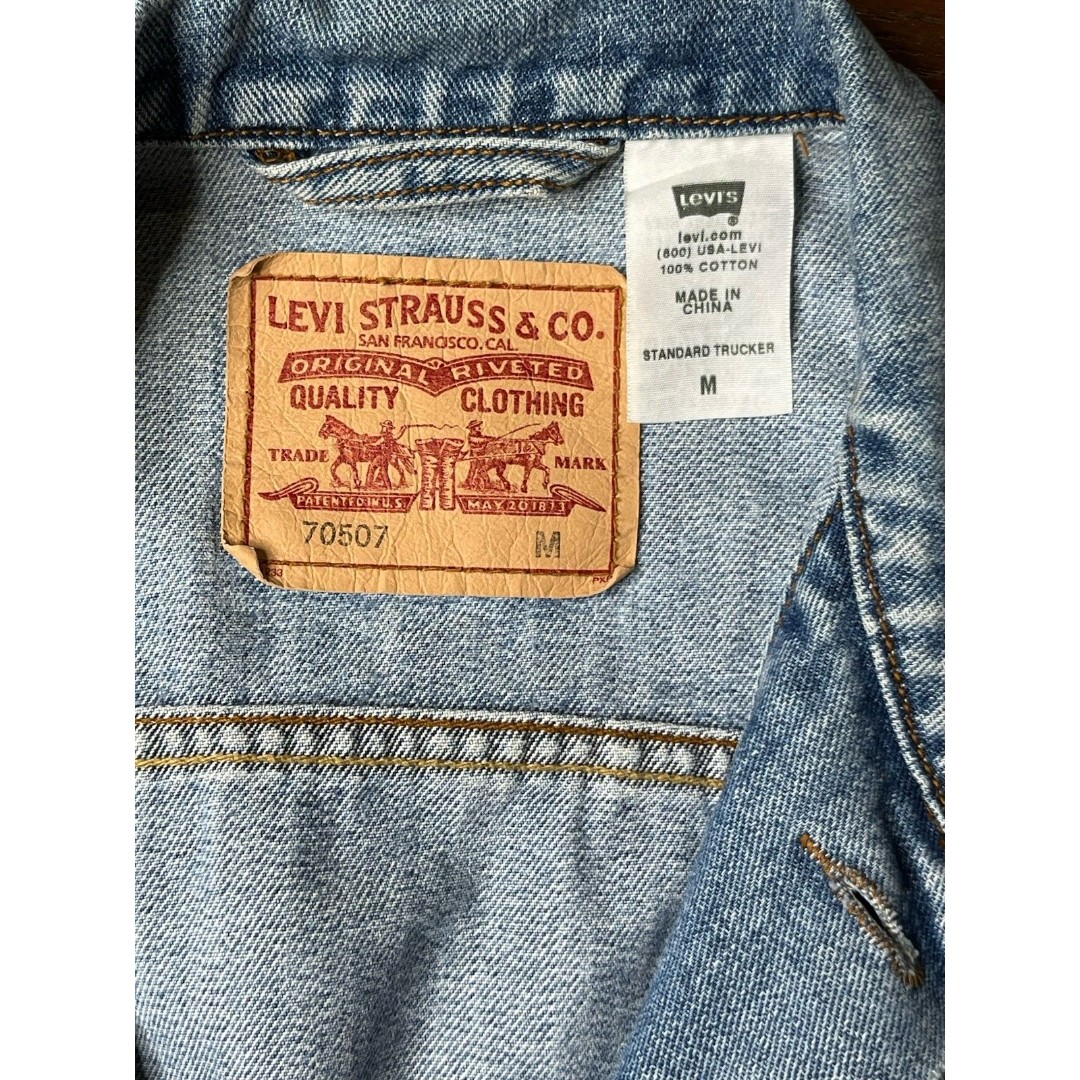 LEVI STRAUSS & CO.
SAN FRANCISCO, CAL.
ORIGINAL RIVETED
QUALITY CLOTHING
TRADE MARK
PATENTED IN U.S. MAY 20 1873
70507 M
LEVI'S
®
levi.com
(800) USA-LEVI
100% COTTON
MADE IN
CHINA
STANDARD TRUCKER
M